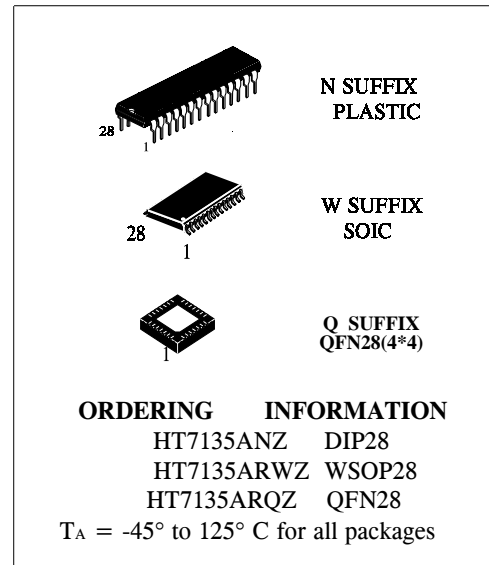 N SUFFIX
PLASTIC
28
1
W SUFFIX
SOIC
28
1
Q SUFFIX
QFN28(4*4)
1
ORDERING INFORMATION
HT7135ANZ DIP28
HT7135ARWZ WSOP28
HT7135ARQZ QFN28
TA = -45° to 125° C for all packages